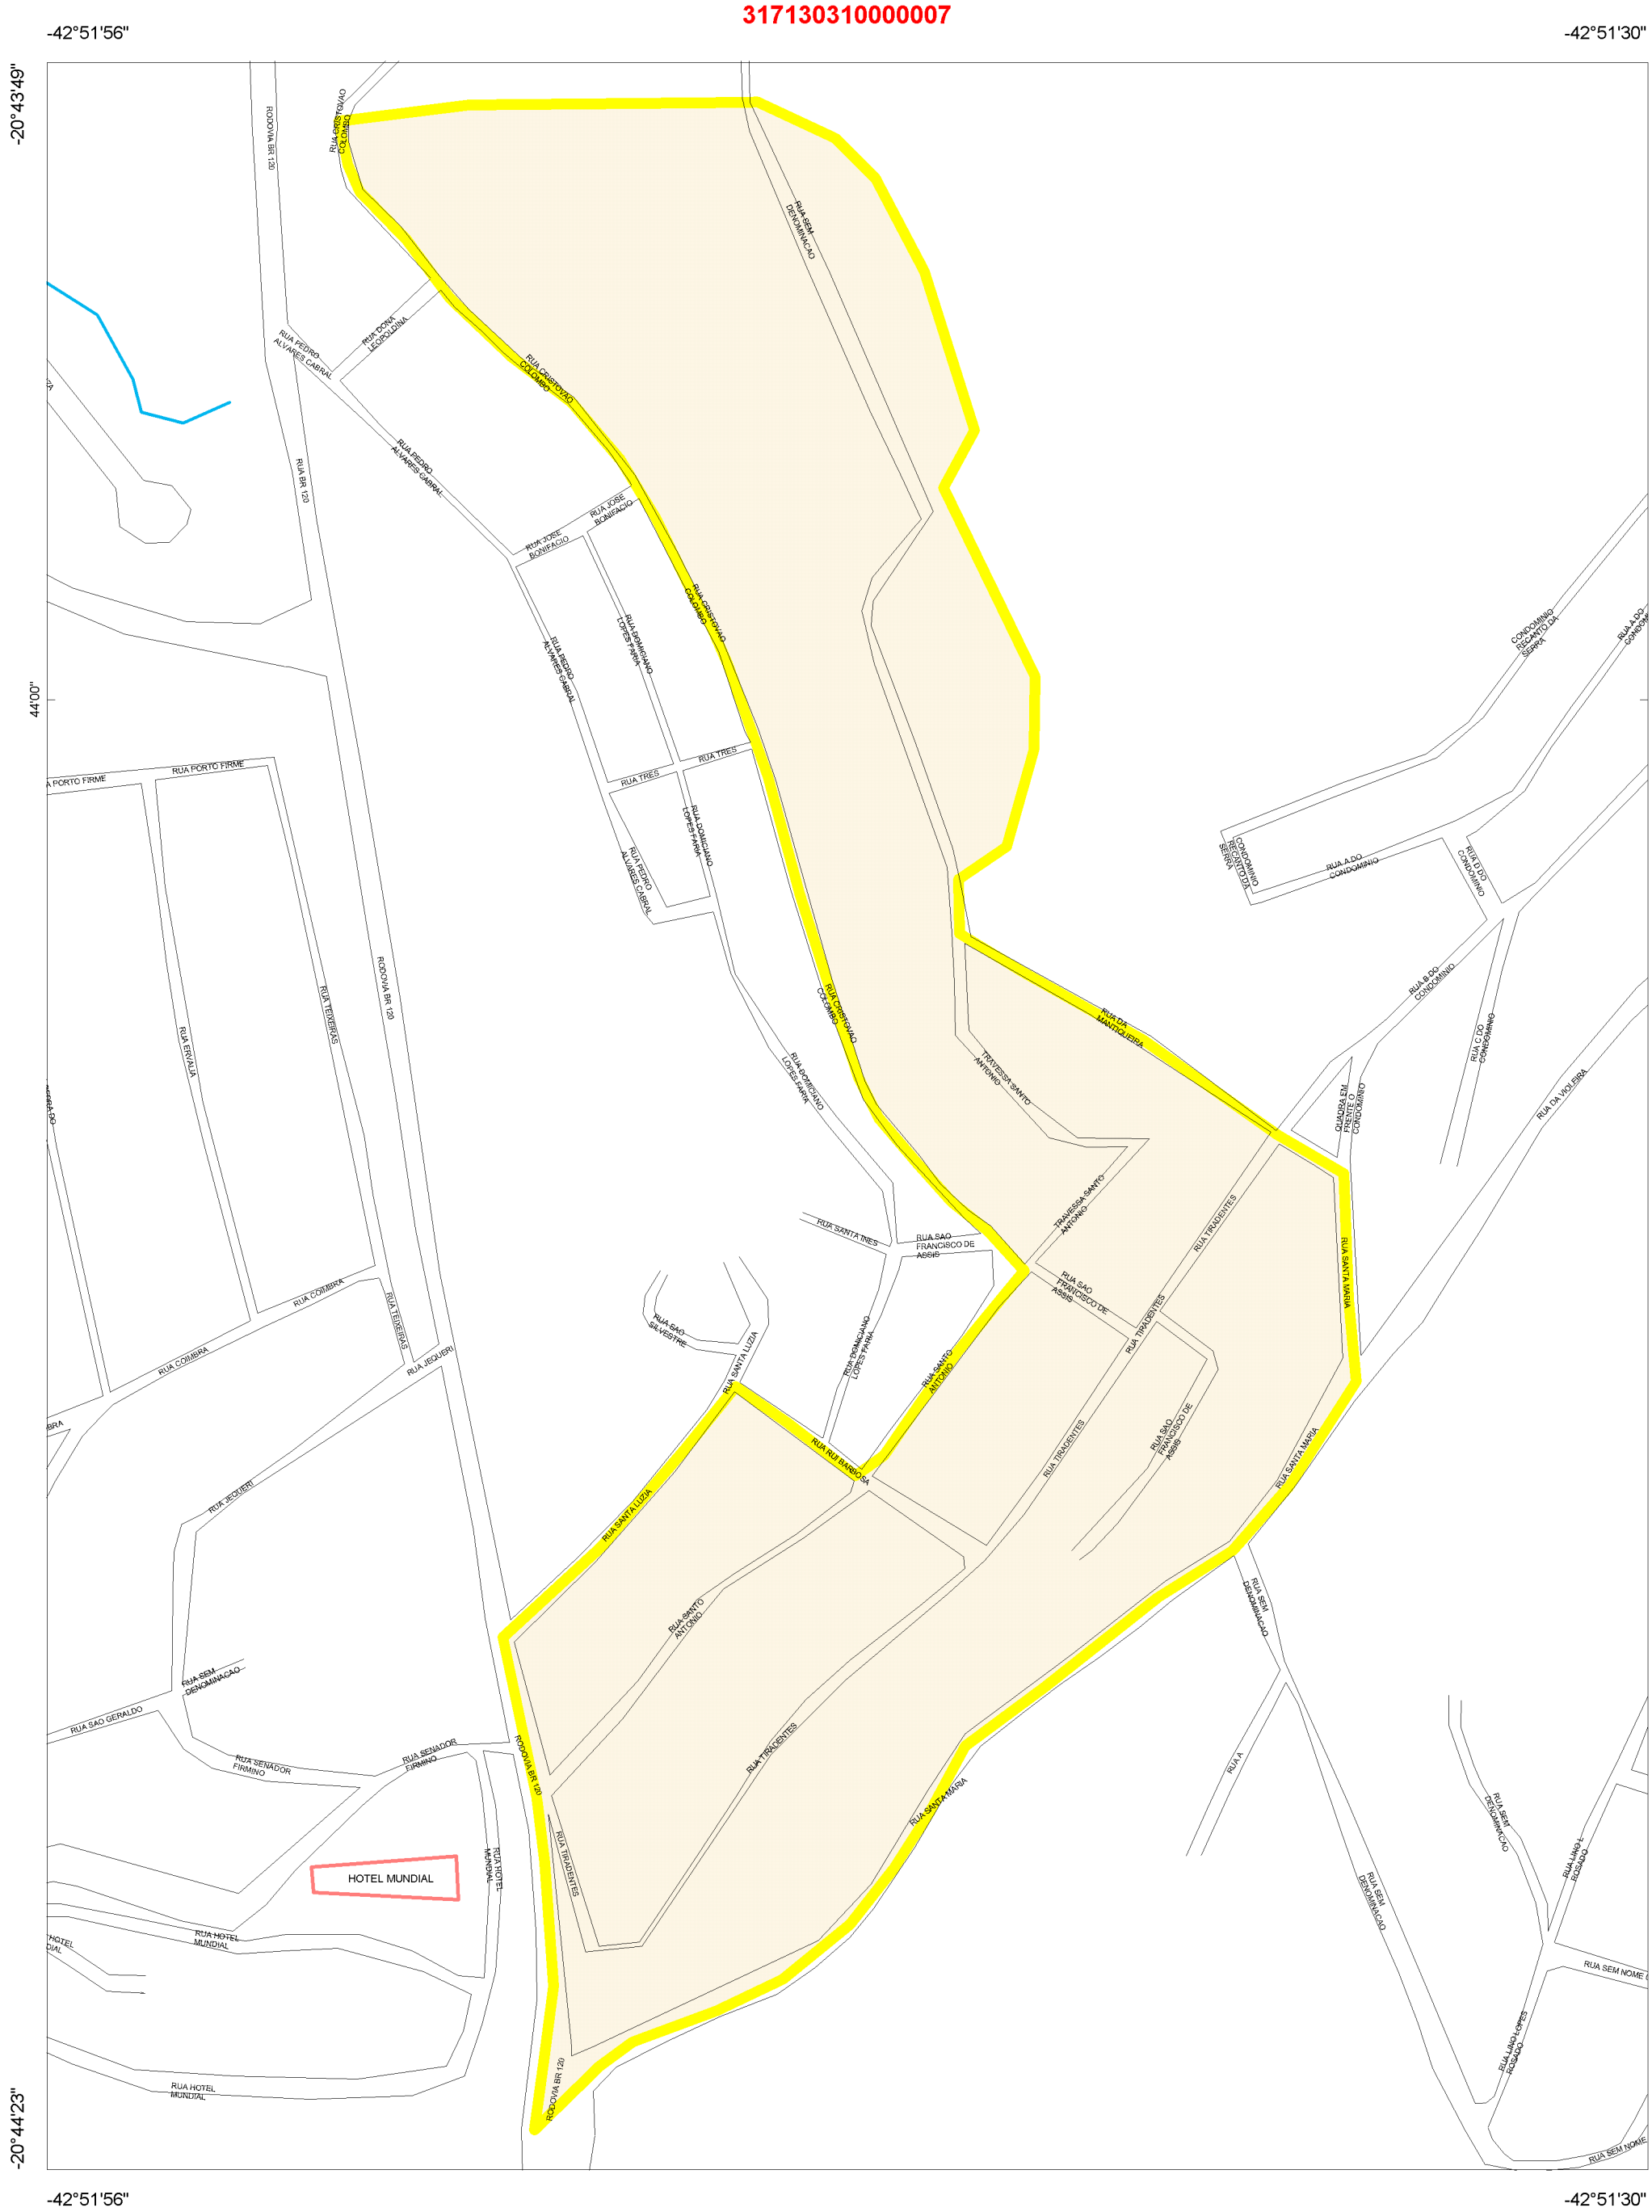 317130310000007
-42°51'56"
-42°51'30"
-20°43'49"
RUA CRISTOVAO
COLOMBO
RODOVIA BR 120
RUA SEM
DENOMINACAO
RUA DONA
LEOPOLDINA
RUA PEDRO
ALVARES CABRAL
RUA CRISTOVAO
COLOMBO
ZA
RUA PEDRO
ALVARES CABRAL
RUA BR 120
RUA JOSE
BONIFACIO
RUA JOSE
BONIFACIO
RUA CRISTOVAO
COLOMBO
RUA DOMICIANO
LOPES FARIA
RUA PEDRO
ALVARES CABRAL
CONDOMINIO
RECANTO DA
SERRA
RUA A DO
CONDOMI
44'00"
RUA TRES
RUA TRES
A PORTO FIRME
RUA PORTO FIRME
RUA DOMICIANO
LOPES FARIA
RUA PEDRO
ALVARES CABRAL
CONDOMINIO
RECANTO DA
SERRA
RUA A DO
CONDOMINIO
RUA D DO
CONDOMINIO
RODOVIA BR 120
RUA TEIXEIRAS
RUA ERVALIA
RUA CRISTOVAO
COLOMBO
RUA DA
MANTIQUEIRA
RUA B DO
CONDOMINIO
RUA C DO
CONDOMINIO
RUA DOMICIANO
LOPES FARIA
TRAVESSA SANTO
ANTONIO
QUADRA EM
FRENTE O
CONDOMINIO
RUA DA VIOLEIRA
EDRA DO
TRAVESSA SANTO
ANTONIO
RUA TIRADENTES
RUA SANTA INES
RUA SAO
FRANCISCO DE
ASSIS
RUA SANTA MARIA
RUA COIMBRA
RUA TEIXEIRAS
RUA SAO
FRANCISCO DE
ASSIS
RUA TIRADENTES
RUA SAO
SILVESTRE
RUA SANTA LUZIA
RUA DOMICIANO
LOPES FARIA
RUA SANTO
ANTONIO
RUA COIMBRA
RUA JEQUERI
BRA
RUA RUI BARBOSA
RUA TIRADENTES
RUA SAO
FRANCISCO DE
ASSIS
RUA SANTA MARIA
RUA JEQUERI
RUA SANTA LUZIA
RUA SANTO
ANTONIO
RUA SEM
DENOMINACAO
RUA SEM
DENOMINACAO
RUA SAO GERALDO
RUA SENADOR
FIRMINO
RUA SENADOR
FIRMINO
RODOVIA BR 120
RUA TIRADENTES
RUA A
RUA SANTA MARIA
RUA SEM
DENOMINACAO
RUA LINO L
ROSADO
HOTEL MUNDIAL
RUA HOTEL
MUNDIAL
RUA TIRADENTES
RUA SEM
DENOMINACAO
RUA HOTEL
MUNDIAL
HOTEL
DIAL
RUA SEM NOME
RUA LINO LOPES
ROSADO
RODOVIA BR 120
RUA HOTEL
MUNDIAL
RUA SEM NOME
-20°44'23"
-42°51'56"
-42°51'30"